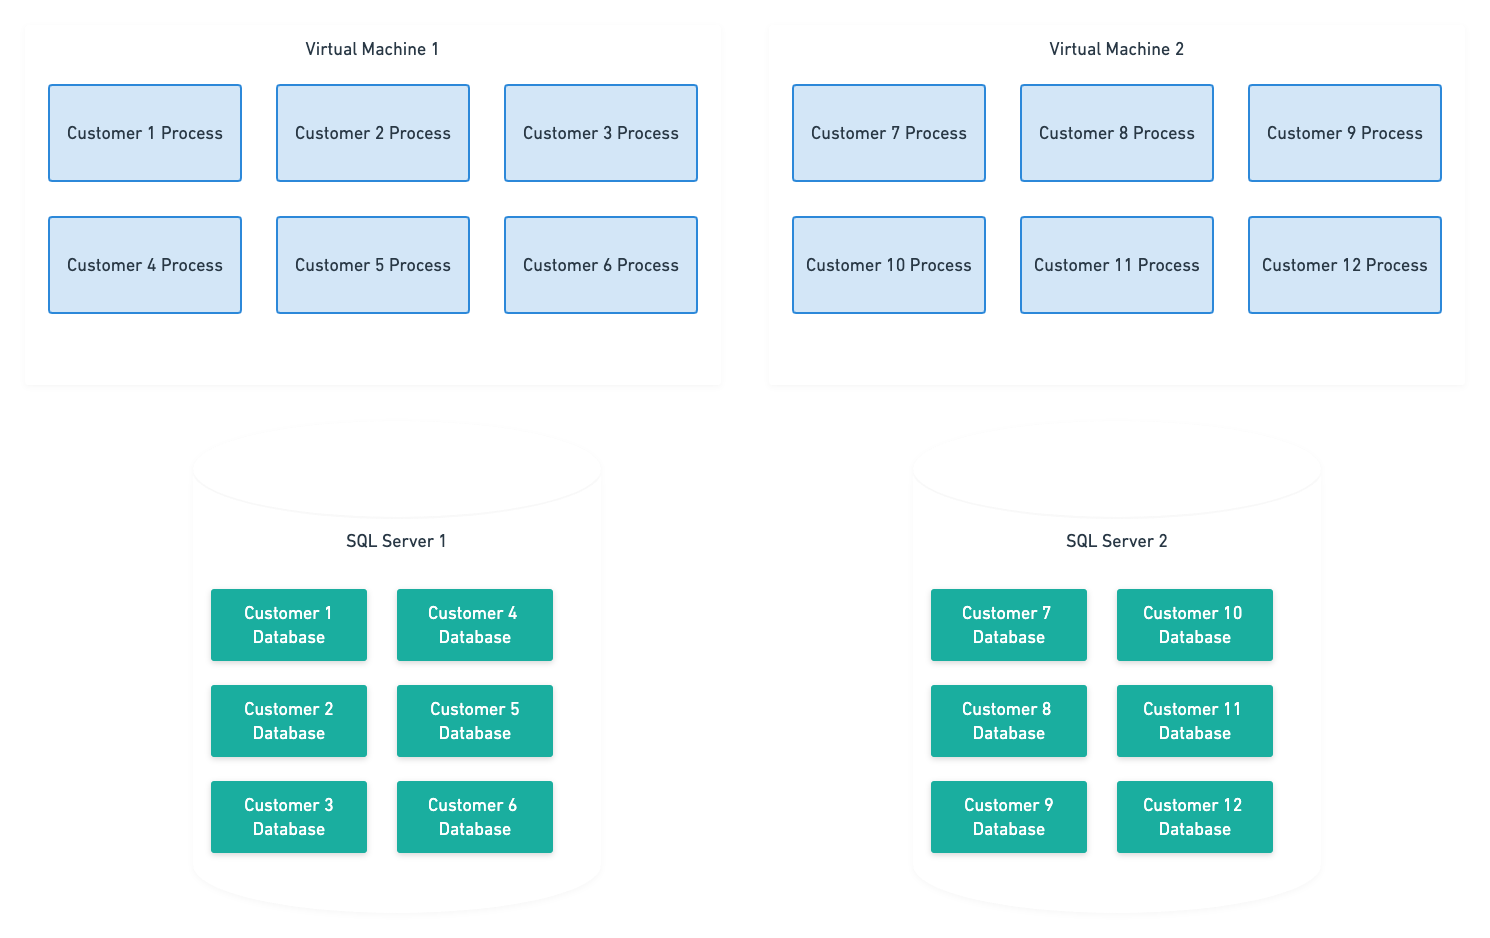 Virtual Machine 1
Customer 1 Process
Customer 2 Process
Customer 3 Process
Customer 4 Process
Customer 5 Process
Customer 6 Process
Virtual Machine 2
Customer 7 Process
Customer 8 Process
Customer 9 Process
Customer 10 Process
Customer 11 Process
Customer 12 Process
SQL Server 1
Customer 1
Database
Customer 4
Database
Customer 2
Database
Customer 5
Database
Customer 3
Database
Customer 6
Database
SQL Server 2
Customer 7
Database
Customer 10
Database
Customer 8
Database
Customer 11
Database
Customer 9
Database
Customer 12
Database